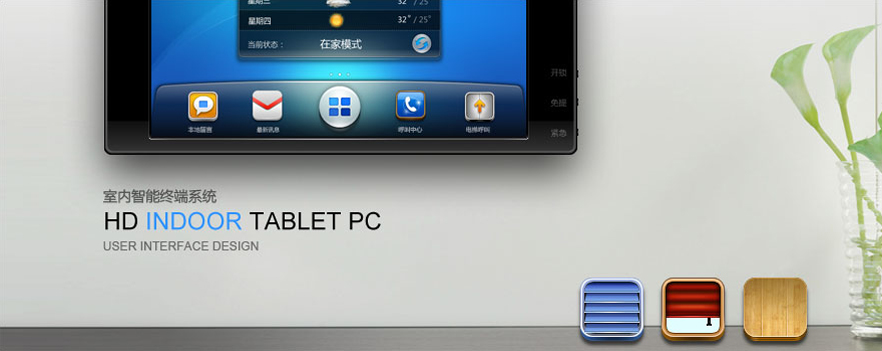 星期三 32° / 25°
星期四 32° / 25°
当前状态： 在家模式
本地留言 最新讯息 呼叫中心 电梯呼叫
开锁
免提
紧急
室内智能终端系统
HD INDOOR TABLET PC
USER INTERFACE DESIGN